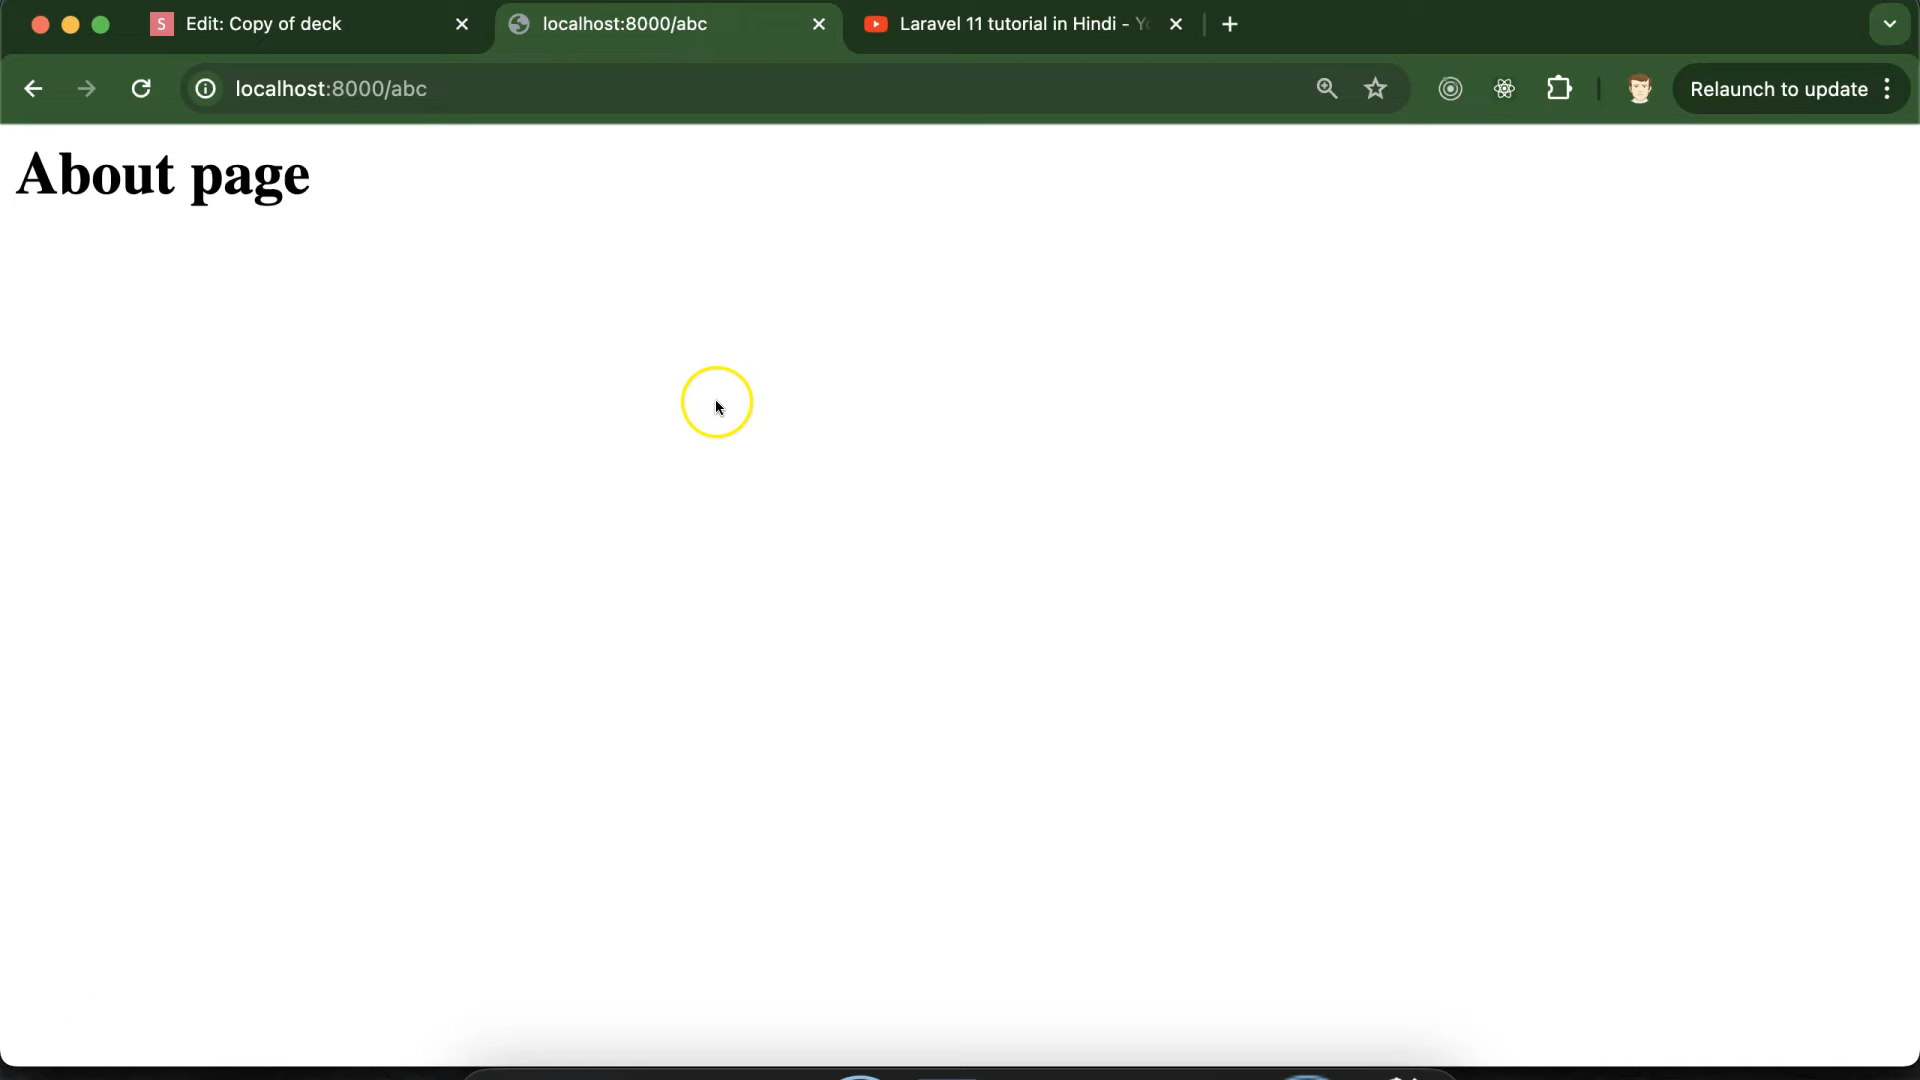 S Edit: Copy of deck
localhost:8000/abc
Laravel 11 tutorial in Hindi -
localhost:8000/abc
Relaunch to update
About page